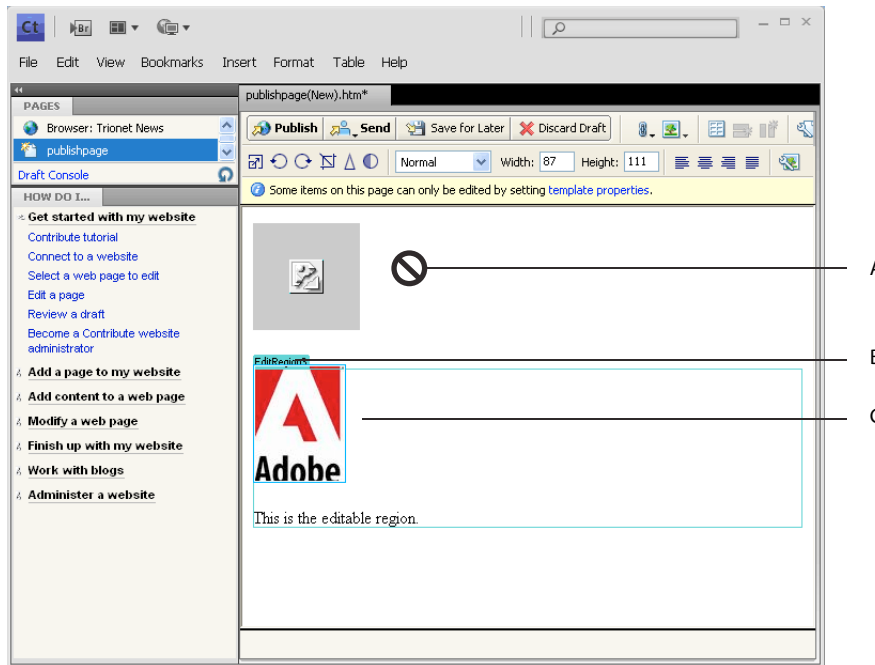 Ct Br
File Edit View Bookmarks Insert Format Table Help
PAGES
Browser: Trionet News
publishpage
Draft Console
HOW DO I...
Get started with my website
Contribute tutorial
Connect to a website
Select a web page to edit
Edit a page
Review a draft
Become a Contribute website
administrator
Add a page to my website
Add content to a web page
Modify a web page
Finish up with my website
Work with blogs
Administer a website
publishpage(New).htm*
Publish Send Save for Later Discard Draft
Normal Width: 87 Height: 111
Some items on this page can only be edited by setting template properties.
A
EditRegion3
Adobe
This is the editable region.